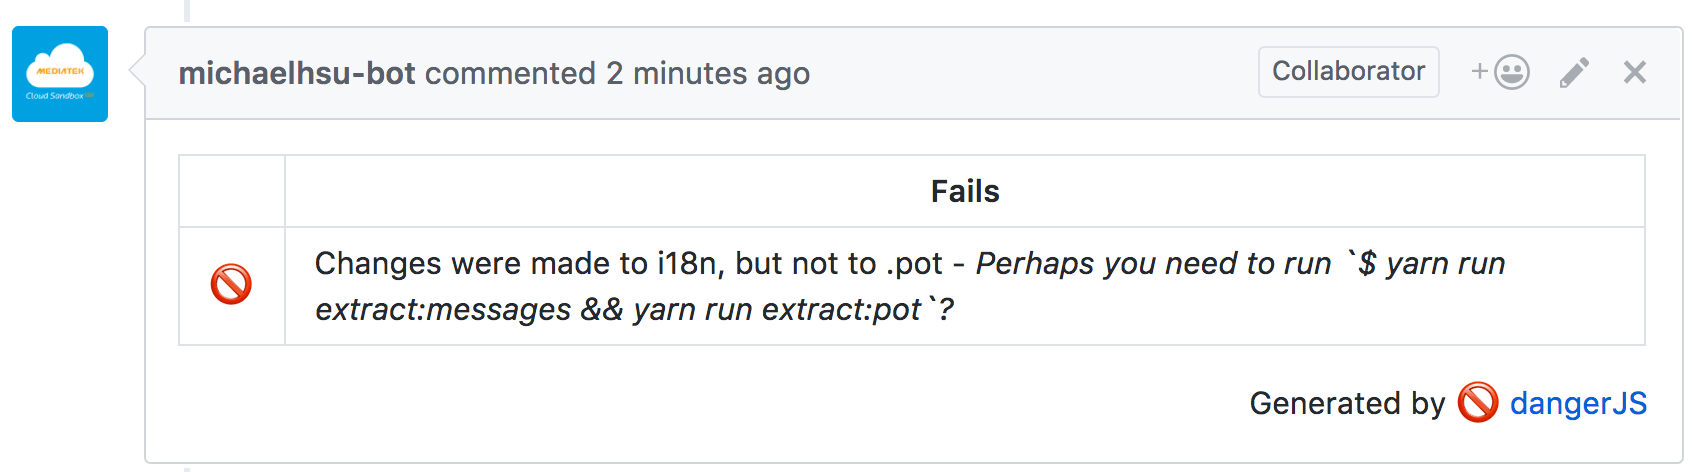 MEDIATEK
Cloud Sandbox
michaelhsu-bot commented 2 minutes ago
Collaborator
Fails
Changes were made to i18n, but not to .pot - Perhaps you need to run `$ yarn run
extract:messages && yarn run extract:pot`?
Generated by 🚫 dangerJS